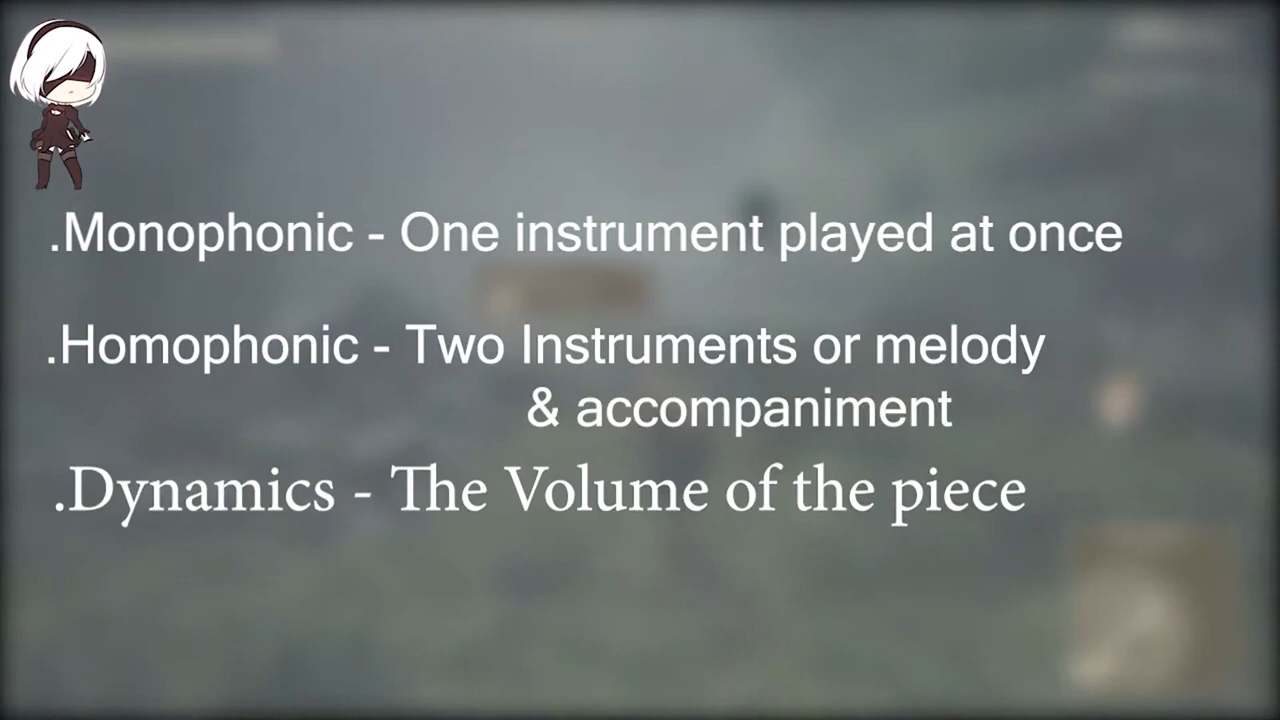 .Monophonic - One instrument played at once
.Homophonic - Two Instruments or melody
& accompaniment
.Dynamics - The Volume of the piece